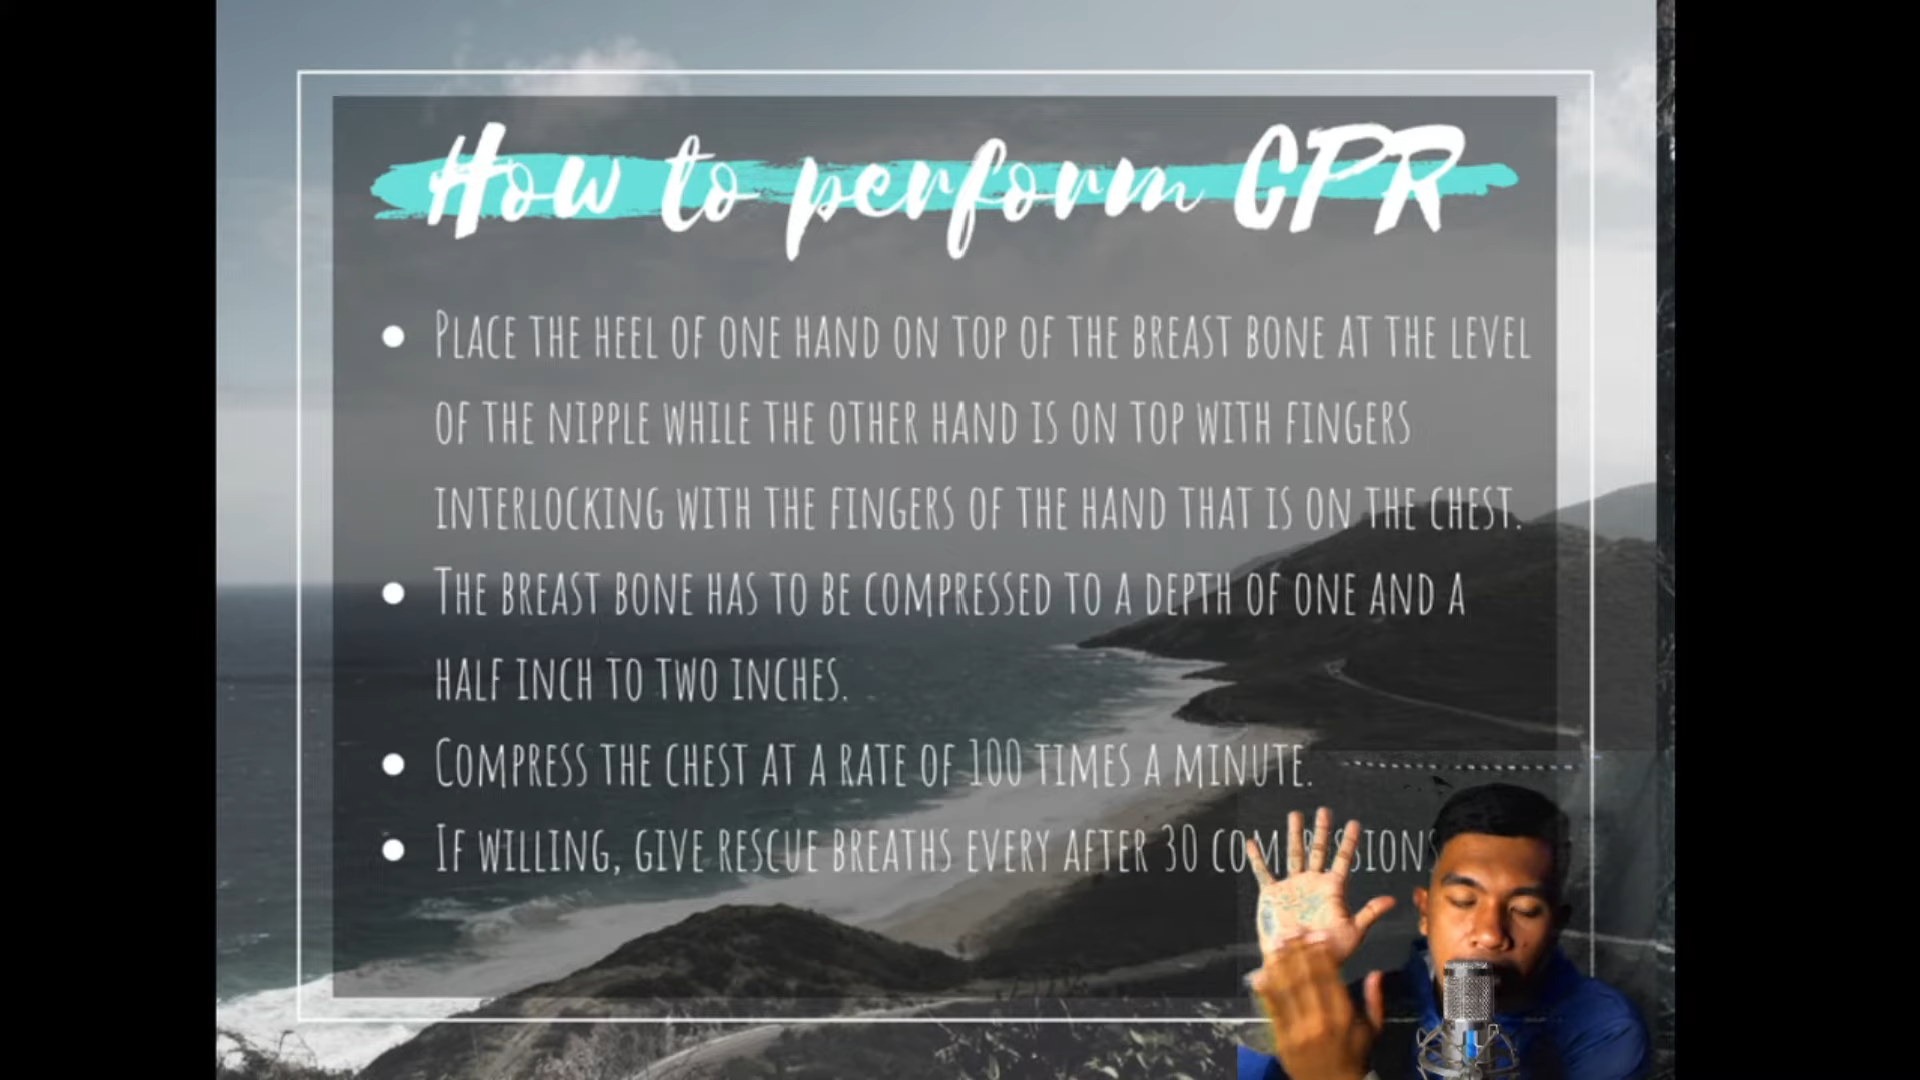 How to perform CPR
PLACE THE HEEL OF ONE HAND ON TOP OF THE BREAST BONE AT THE LEVEL
OF THE NIPPLE WHILE THE OTHER HAND IS ON TOP WITH FINGERS
INTERLOCKING WITH THE FINGERS OF THE HAND THAT IS ON THE CHEST.
THE BREAST BONE HAS TO BE COMPRESSED TO A DEPTH OF ONE AND A
HALF INCH TO TWO INCHES.
COMPRESS THE CHEST AT A RATE OF 100 TIMES A MINUTE.
IF WILLING, GIVE RESCUE BREATHS EVERY AFTER 30 COMPRESSIONS